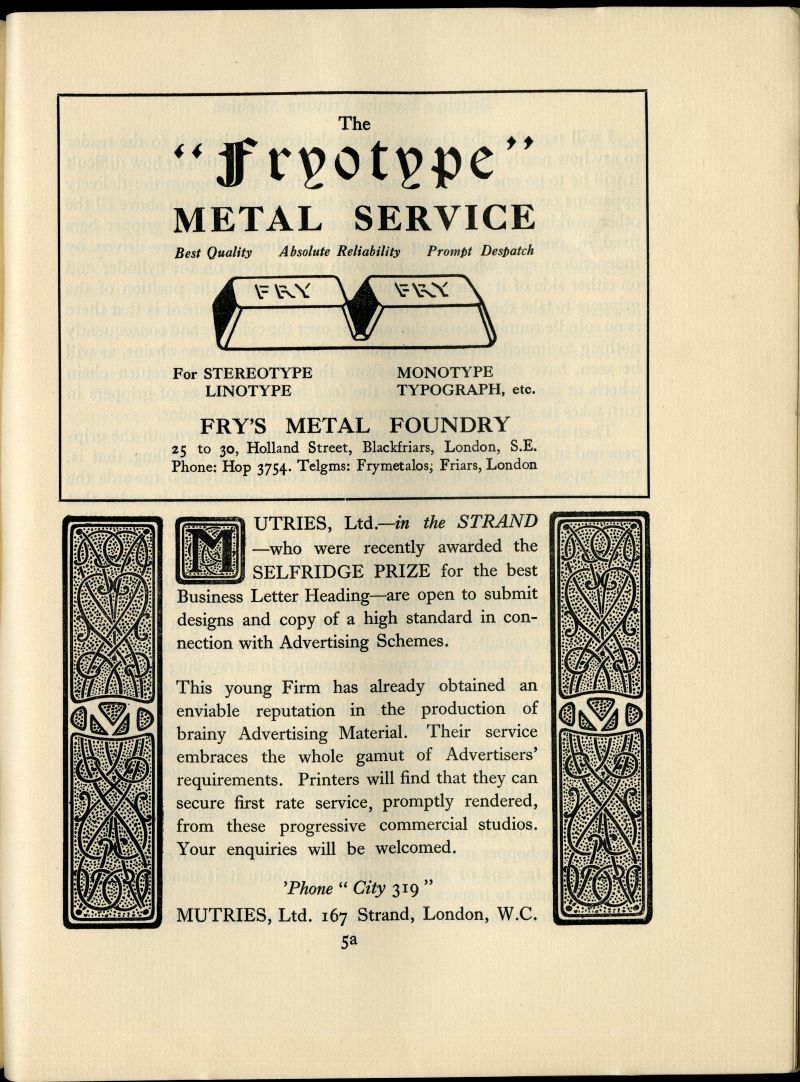 The
“Fryotype”
METAL SERVICE
Best Quality Absolute Reliability Prompt Despatch
FRY FRY
For STEREOTYPE MONOTYPE
LINOTYPE TYPOGRAPH, etc.
FRY'S METAL FOUNDRY
25 to 30, Holland Street, Blackfriars, London, S.E.
Phone: Hop 3754. Telgms: Frymetalos, Friars, London
MUTRIES, Ltd.—in the STRAND
—who were recently awarded the
SELFRIDGE PRIZE for the best
Business Letter Heading—are open to submit
designs and copy of a high standard in con-
nection with Advertising Schemes.
This young Firm has already obtained an
enviable reputation in the production of
brainy Advertising Material. Their service
embraces the whole gamut of Advertisers'
requirements. Printers will find that they can
secure first rate service, promptly rendered,
from these progressive commercial studios.
Your enquiries will be welcomed.
'Phone “ City 319 ”
MUTRIES, Ltd. 167 Strand, London, W.C.
5a